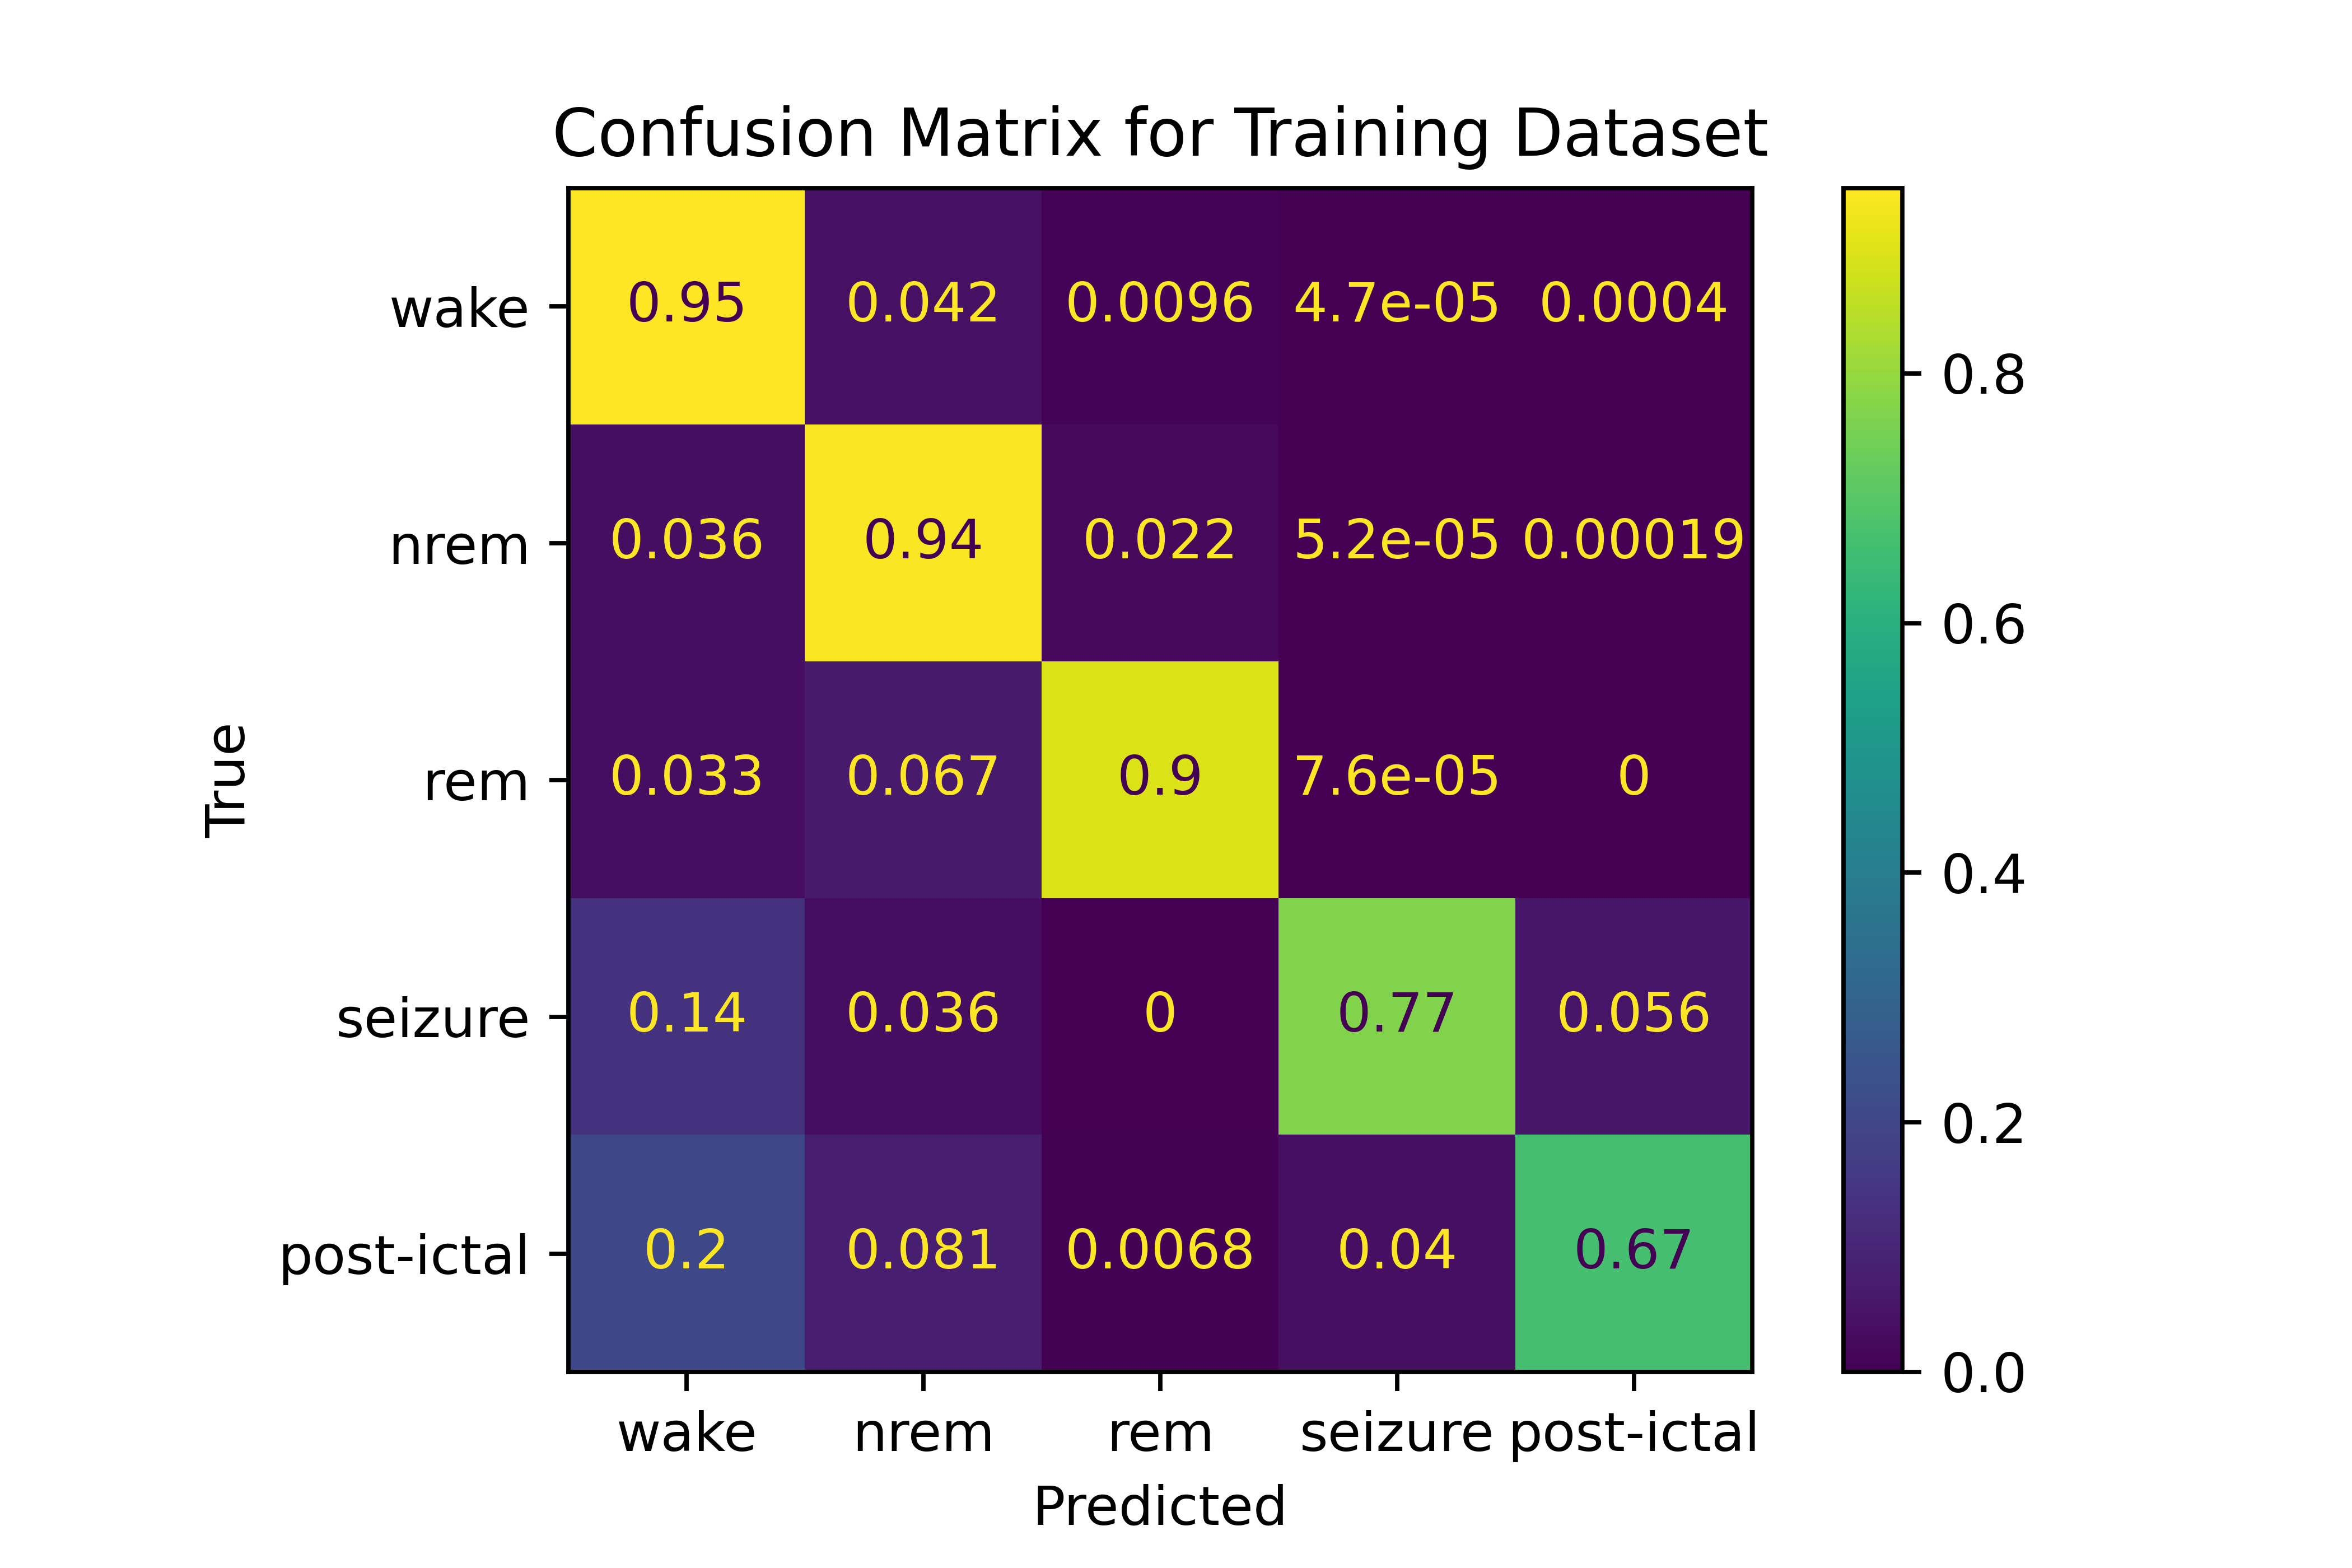 Confusion Matrix for Training Dataset
wake 0.95 0.042 0.0096 4.7e-05 0.0004
nrem 0.036 0.94 0.022 5.2e-05 0.00019
rem 0.033 0.067 0.9 7.6e-05 0
seizure 0.14 0.036 0 0.77 0.056
post-ictal 0.2 0.081 0.0068 0.04 0.67
True
wake nrem rem seizure post-ictal
Predicted
0.8
0.6
0.4
0.2
0.0